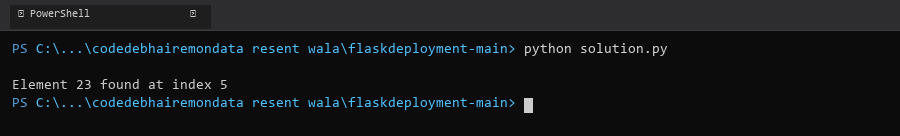 PowerShell
PS C:\...\codedebhairemondata resent wala\flaskdeployment-main> python solution.py
Element 23 found at index 5
PS C:\...\codedebhairemondata resent wala\flaskdeployment-main>